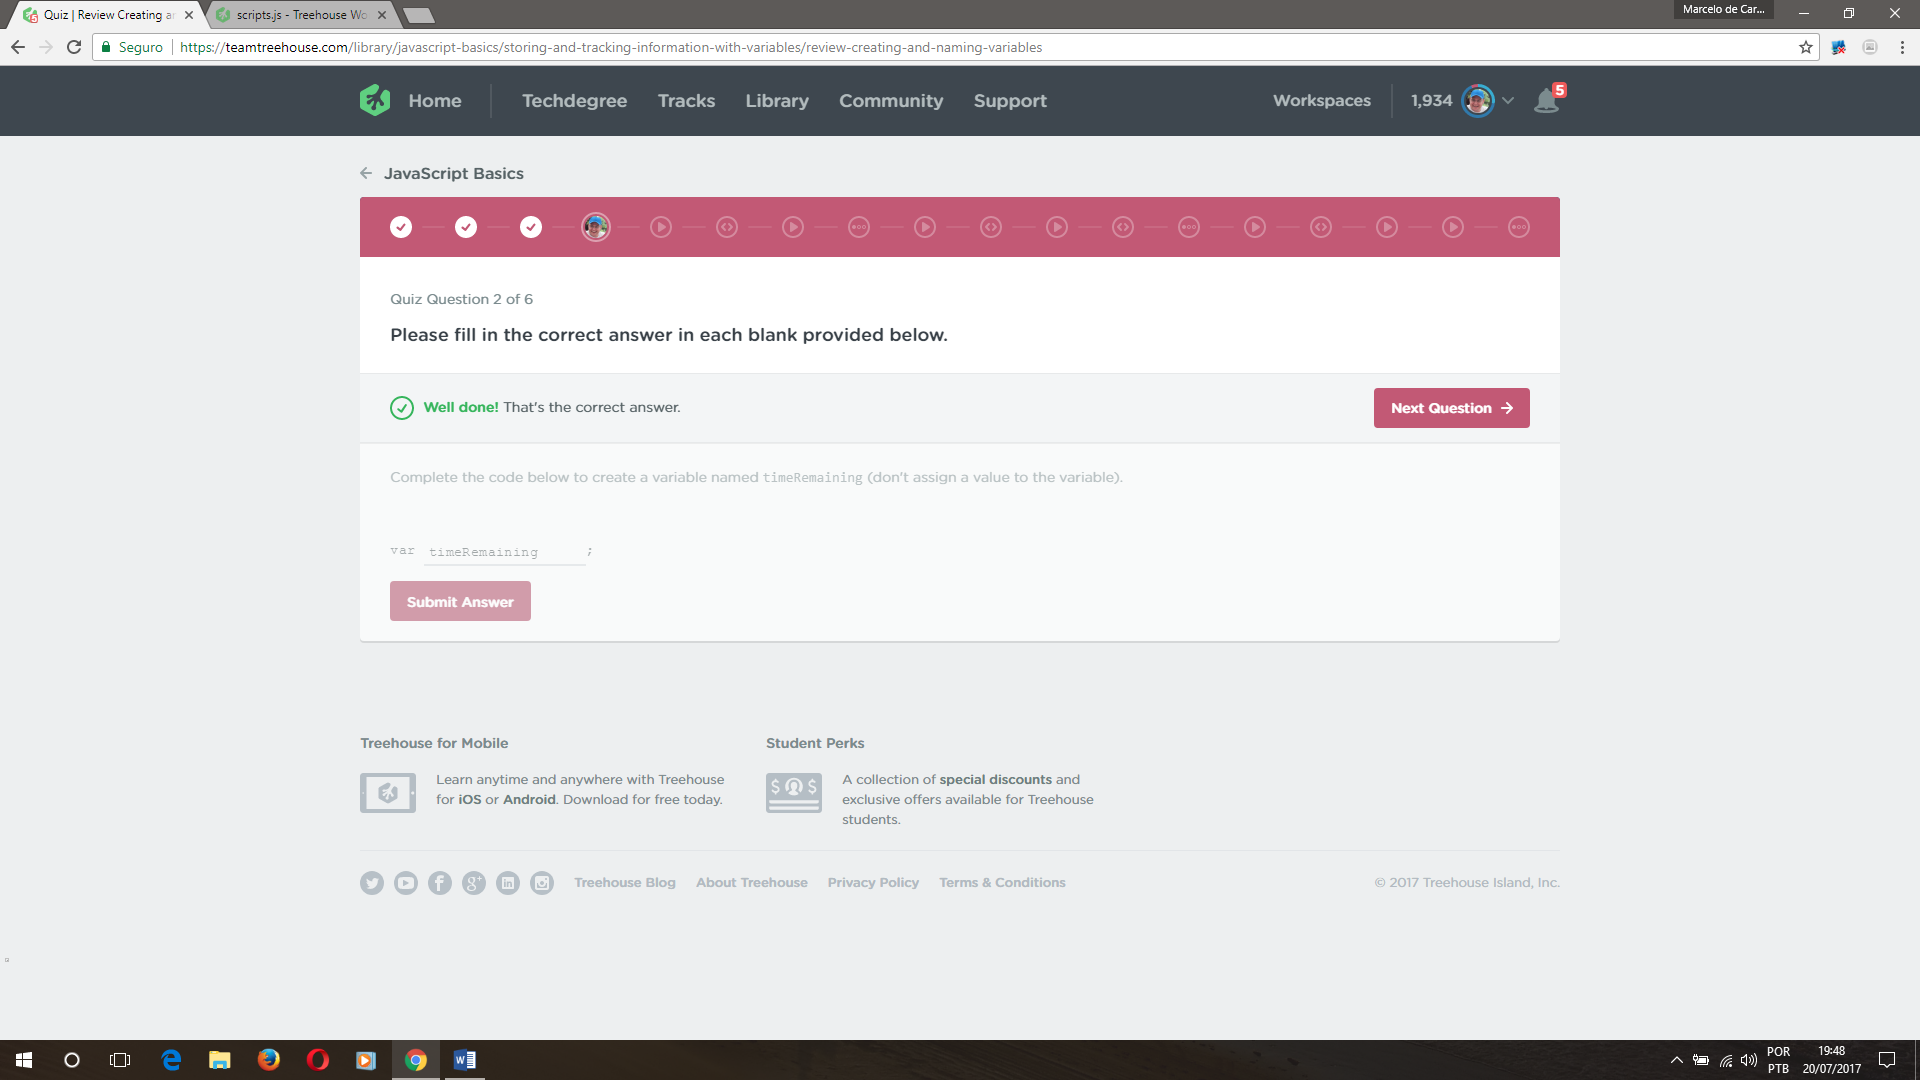 Quiz | Review Creating ar
scripts.js - Treehouse Wo
Marcelo de Car...
Seguro
https://teamtreehouse.com/library/javascript-basics/storing-and-tracking-information-with-variables/review-creating-and-naming-variables
Home Techdegree Tracks Library Community Support Workspaces 1,934 5
JavaScript Basics
Quiz Question 2 of 6
Please fill in the correct answer in each blank provided below.
Well done! That's the correct answer.
Next Question
Complete the code below to create a variable named timeRemaining (don't assign a value to the variable).
var timeRemaining ;
Submit Answer
Treehouse for Mobile
Learn anytime and anywhere with Treehouse
for iOS or Android. Download for free today.
Student Perks
A collection of special discounts and
exclusive offers available for Treehouse
students.
Treehouse Blog About Treehouse Privacy Policy Terms & Conditions
© 2017 Treehouse Island, Inc.
POR
PTB
19:48
20/07/2017